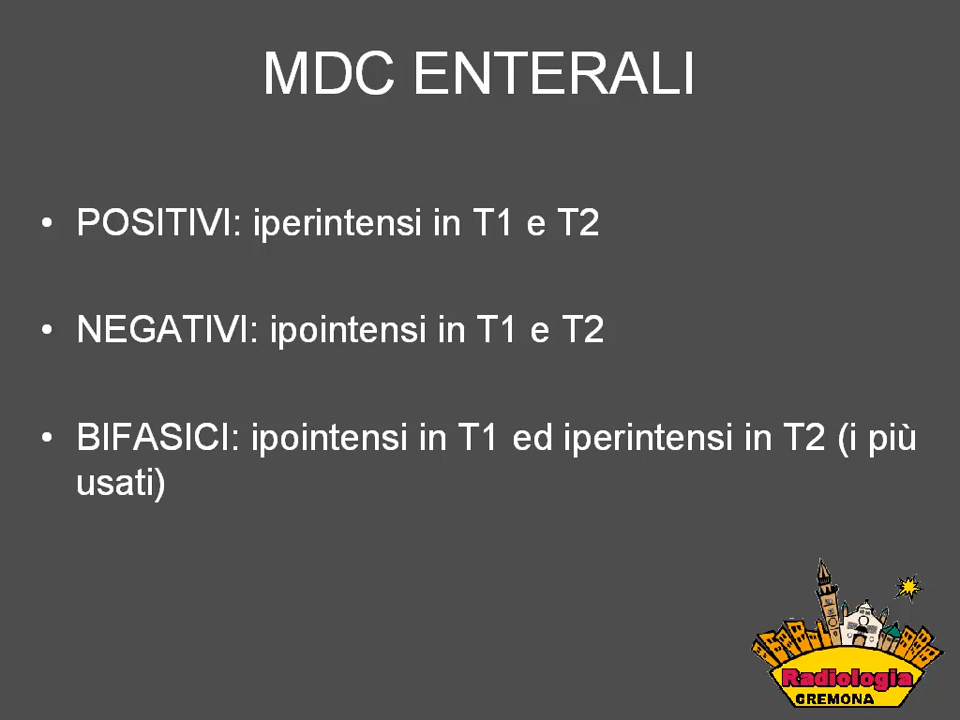 MDC ENTERALI
• POSITIVI: iperintensi in T1 e T2
• NEGATIVI: ipointensi in T1 e T2
• BIFASICI: ipointensi in T1 ed iperintensi in T2 (i più
usati)
Radiologia
CREMONA